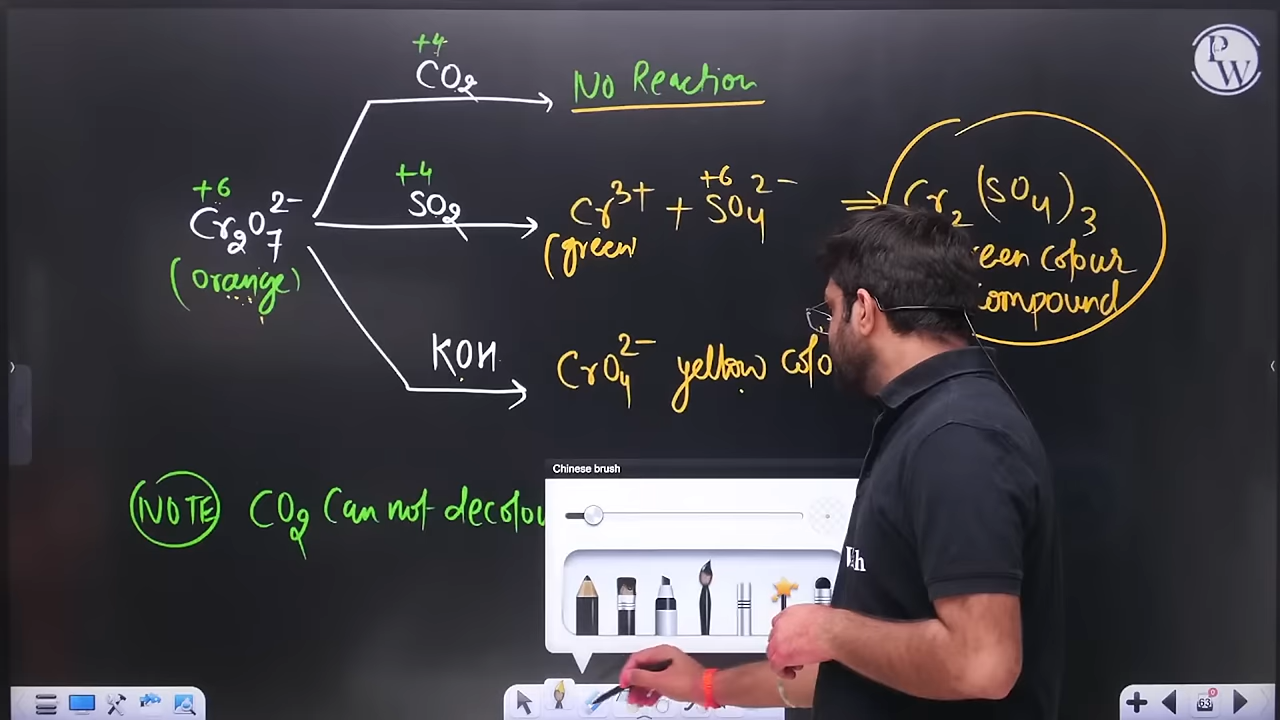 +4
CO2
No Reaction
PW
+6
Cr2O7 2-
(orange)
+4
SO2
Cr3+ + SO4 2-
+6
(green
⇒ Cr2(SO4)3
een colour
ompound
KOH
CrO4 2- yellow colo
NOTE CO2 Can not decolou
Chinese brush
63